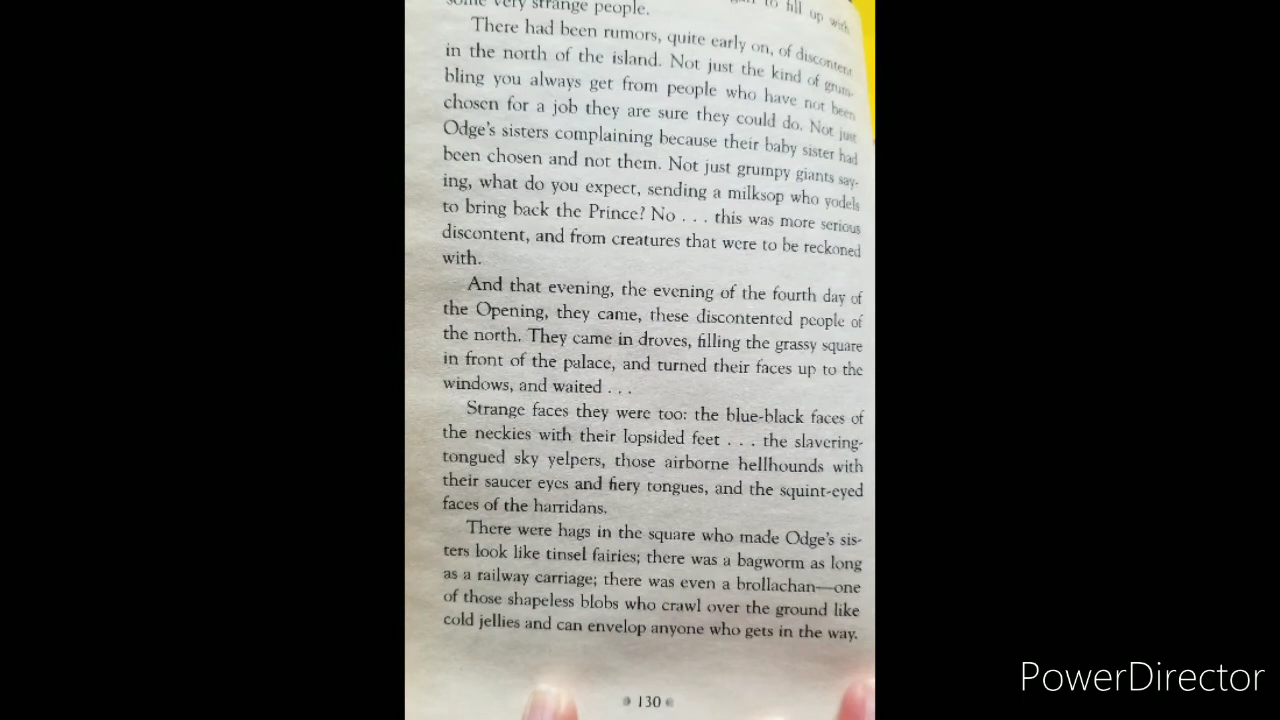 some very strange people.
to fill up with
There had been rumors, quite early on, of discontent
in the north of the island. Not just the kind of grum-
bling you always get from people who have not been
chosen for a job they are sure they could do. Not just
Odge's sisters complaining because their baby sister had
been chosen and not them. Not just grumpy giants say-
ing, what do you expect, sending a milksop who yodels
to bring back the Prince? No . . . this was more serious
discontent, and from creatures that were to be reckoned
with.
And that evening, the evening of the fourth day of
the Opening, they came, these discontented people of
the north. They came in droves, filling the grassy square
in front of the palace, and turned their faces up to the
windows, and waited . . .
Strange faces they were too: the blue-black faces of
the neckies with their lopsided feet . . . the slavering-
tongued sky yelpers, those airborne hellhounds with
their saucer eyes and fiery tongues, and the squint-eyed
faces of the harridans.
There were hags in the square who made Odge's sis-
ters look like tinsel fairies; there was a bagworm as long
as a railway carriage; there was even a brollachan—one
of those shapeless blobs who crawl over the ground like
cold jellies and can envelop anyone who gets in the way.
130
PowerDirector